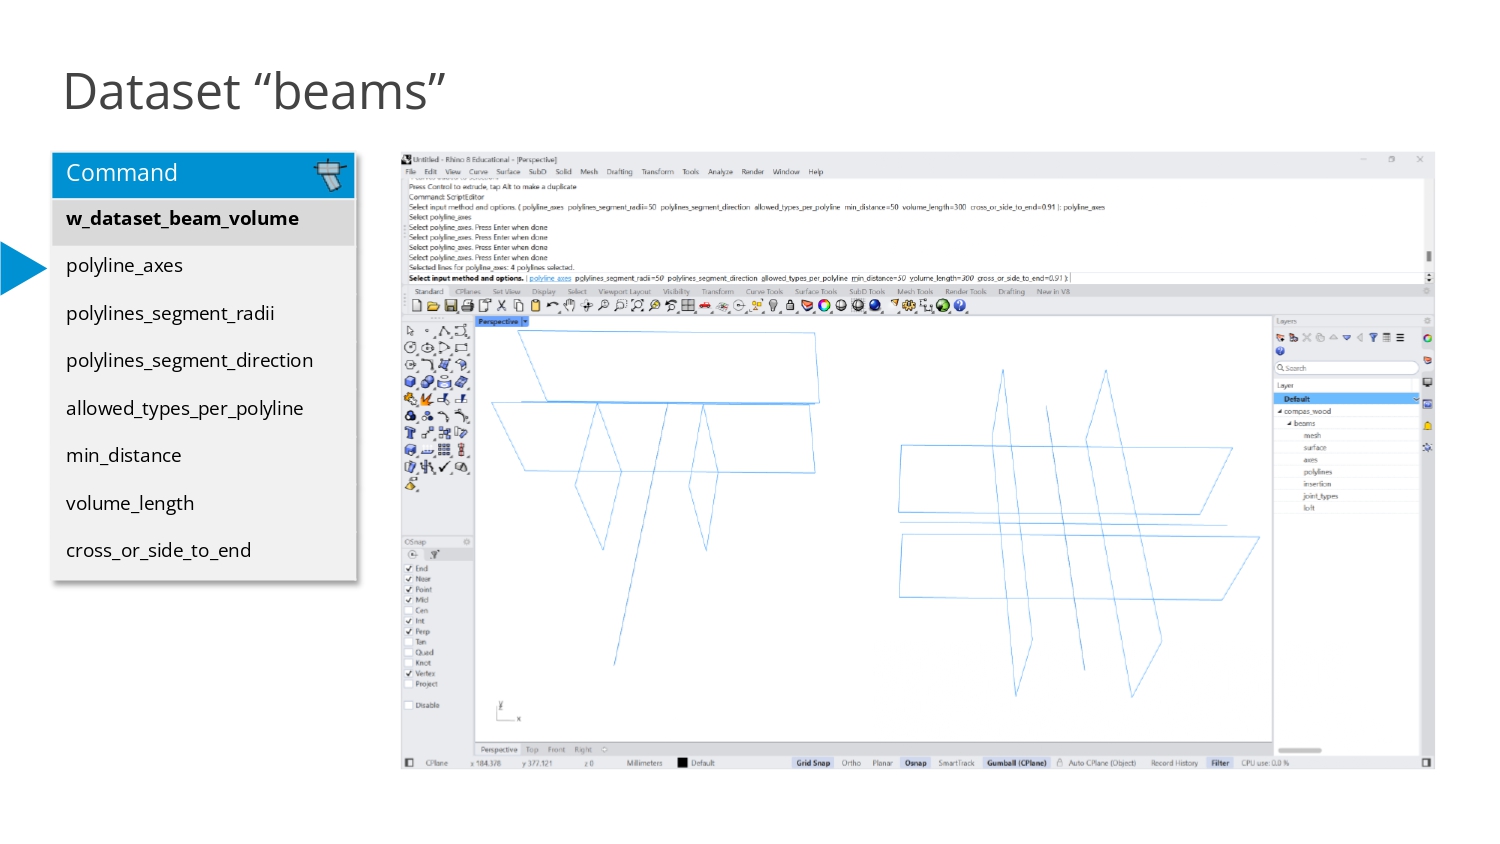 Dataset “beams”
Command
w_dataset_beam_volume
polyline_axes
polylines_segment_radii
polylines_segment_direction
allowed_types_per_polyline
min_distance
volume_length
cross_or_side_to_end
Untitled - Rhino 8 Educational - [Perspective]
File Edit View Curve Surface SubD Solid Mesh Drafting Transform Tools Analyze Render Window Help
Press Control to extrude, tap Alt to make a duplicate
Command: ScriptEditor
Select input method and options. ( polyline_axes polylines_segment_radii=50 polylines_segment_direction allowed_types_per_polyline min_distance=50 volume_length=300 cross_or_side_to_end=0.91 ): polyline_axes
Select polyline_axes
Select polyline_axes. Press Enter when done
Select polyline_axes. Press Enter when done
Select polyline_axes. Press Enter when done
Select polyline_axes. Press Enter when done
Selected lines for polyline_axes: 4 polylines selected.
Select input method and options. ( polyline_axes polylines_segment_radii=50 polylines_segment_direction allowed_types_per_polyline min_distance=50 volume_length=300 cross_or_side_to_end=0.91 ):
Standard CPlanes Set View Display Select Viewport Layout Visibility Transform Curve Tools Surface Tools Solid Tools SubD Tools Mesh Tools Render Tools Drafting New in V8
Perspective
Layers
Search
Layer
Default
compas_wood
beams
mesh
surface
axes
polylines
insertion
joint_types
loft
OSnap
End
Near
Point
Mid
Cen
Int
Perp
Tan
Quad
Knot
Vertex
Project
Disable
x
Perspective Top Front Right
CPlane x 184.378 y 377.121 z 0 Millimeters Default Grid Snap Ortho Planar Osnap SmartTrack Gumball (CPlane) Auto CPlane (Object) Record History Filter CPU use: 0.0 %